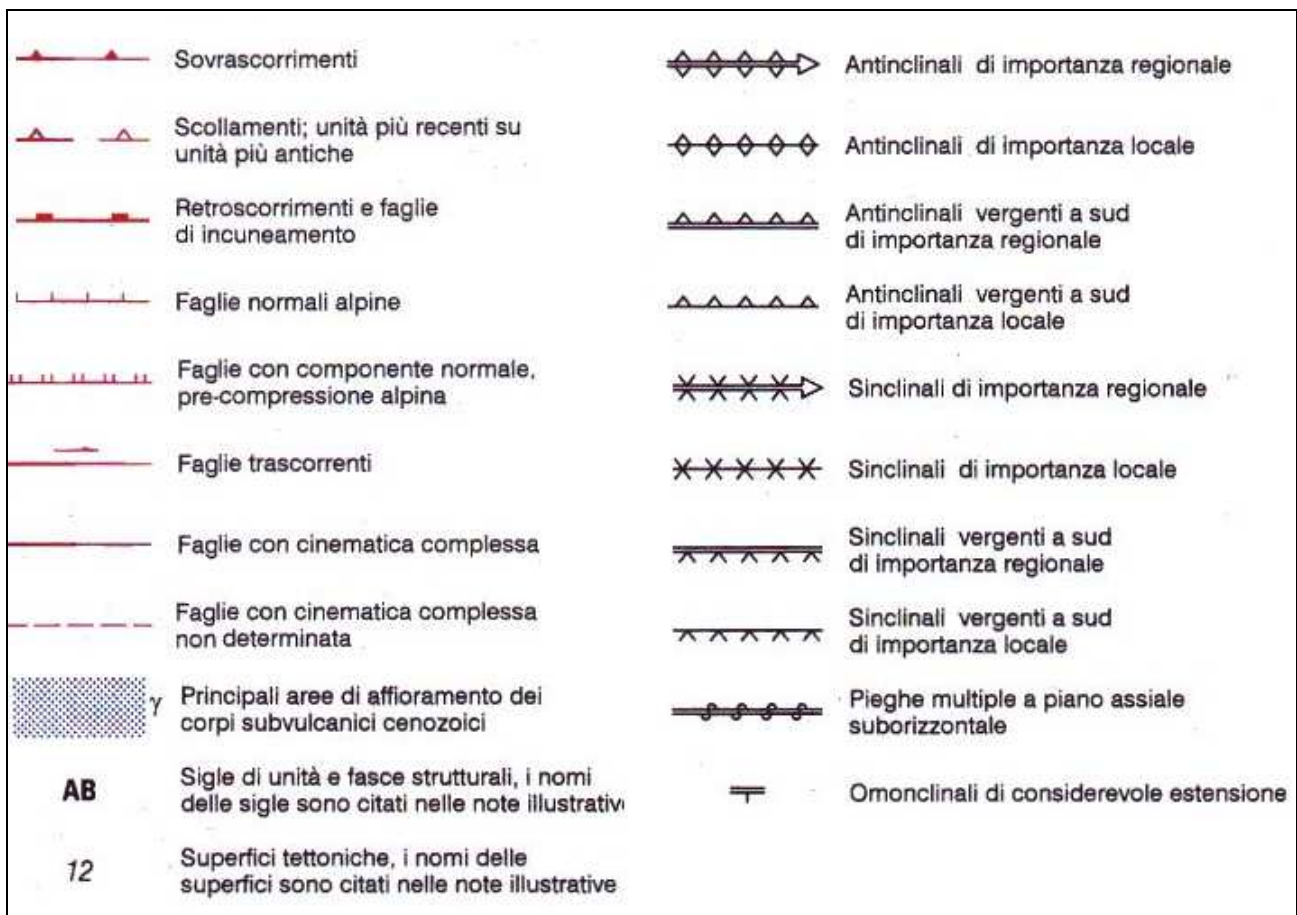 Sovrascorrimenti
Scollamenti; unità più recenti su
unità più antiche
Retroscorrimenti e faglie
di incuneamento
Faglie normali alpine
Faglie con componente normale,
pre-compressione alpina
Faglie trascorrenti
Faglie con cinematica complessa
Faglie con cinematica complessa
non determinata
γ
Principali aree di affioramento dei
corpi subvulcanici cenozoici
AB
Sigle di unità e fasce strutturali, i nomi
delle sigle sono citati nelle note illustrativ
12
Superfici tettoniche, i nomi delle
superfici sono citati nelle note illustrative
Antinclinali di importanza regionale
Antinclinali di importanza locale
Antinclinali vergenti a sud
di importanza regionale
Antinclinali vergenti a sud
di importanza locale
Sinclinali di importanza regionale
Sinclinali di importanza locale
Sinclinali vergenti a sud
di importanza regionale
Sinclinali vergenti a sud
di importanza locale
Pieghe multiple a piano assiale
suborizzontale
Omonclinali di considerevole estensione